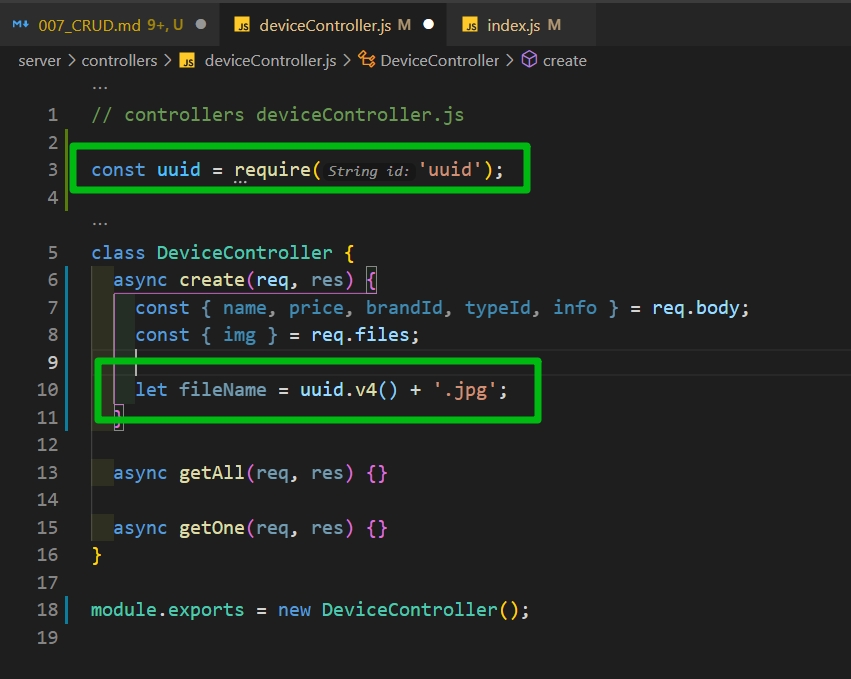 007_CRUD.md 9+, U ● JS deviceController.js M ● JS index.js M
server > controllers > JS deviceController.js > DeviceController > create
...
1 // controllers deviceController.js
2
3 const uuid = require( String id: 'uuid');
4
...
5 class DeviceController {
6 async create(req, res) {
7 const { name, price, brandId, typeId, info } = req.body;
8 const { img } = req.files;
9
10 let fileName = uuid.v4() + '.jpg';
11 }
12
13 async getAll(req, res) {}
14
15 async getOne(req, res) {}
16 }
17
18 module.exports = new DeviceController();
19